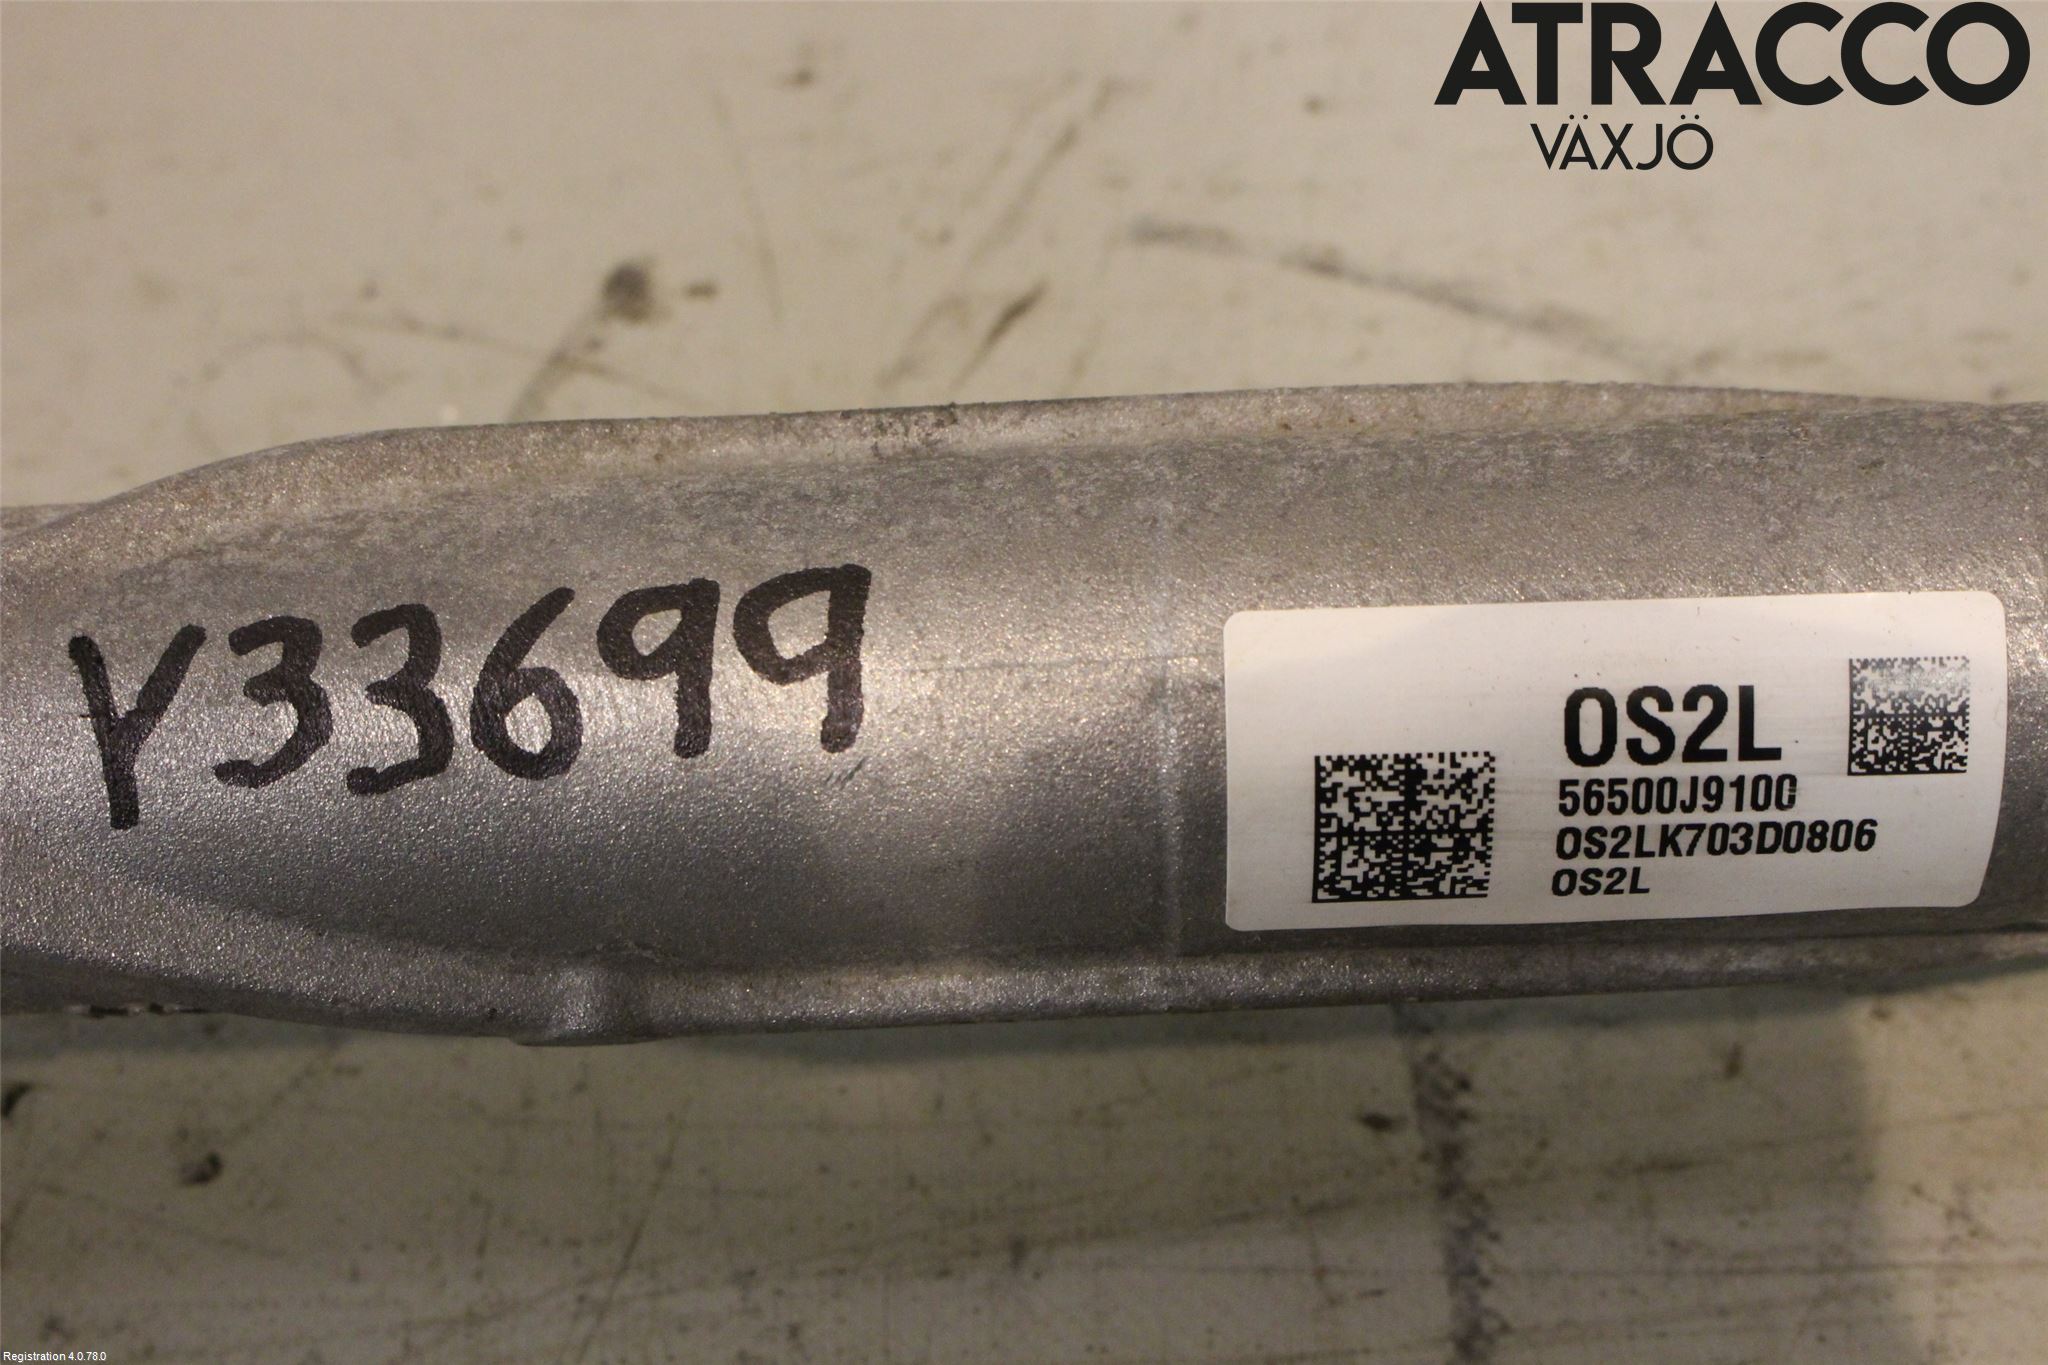 ATRACCO
VÄXJÖ
Y33699
OS2L
56500J9100
OS2LK703D0806
OS2L
Registration 4.0.78.0